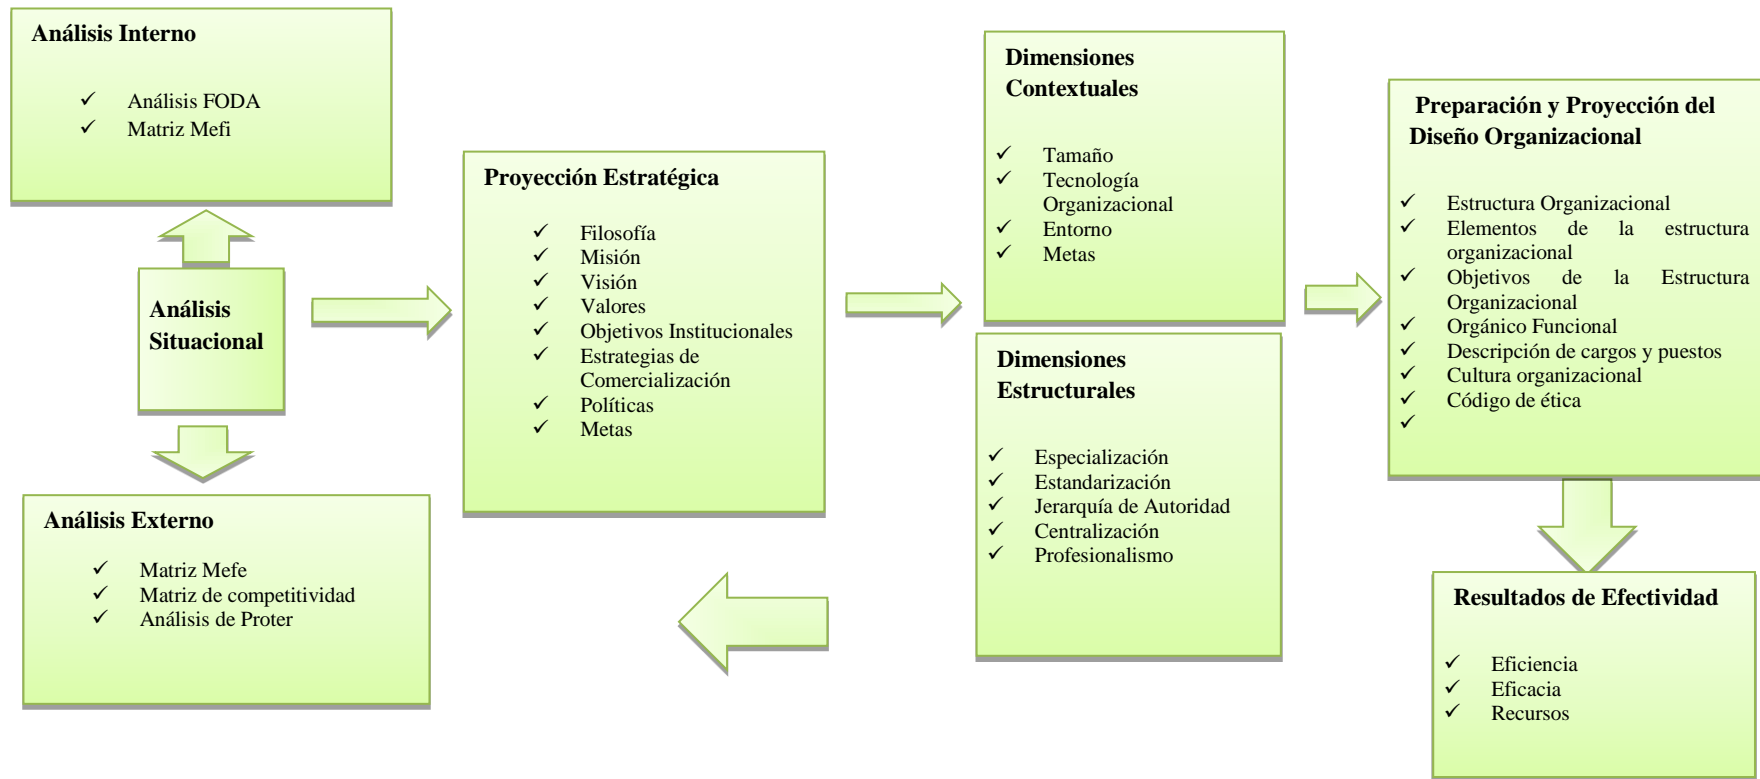 Análisis Interno
✓ Análisis FODA
✓ Matriz Mefi
Análisis
Situacional
Análisis Externo
✓ Matriz Mefe
✓ Matriz de competitividad
✓ Análisis de Proter
Proyección Estratégica
✓ Filosofía
✓ Misión
✓ Visión
✓ Valores
✓ Objetivos Institucionales
✓ Estrategias de
Comercialización
✓ Políticas
✓ Metas
Dimensiones
Contextuales
✓ Tamaño
✓ Tecnología
Organizacional
✓ Entorno
✓ Metas
Dimensiones
Estructurales
✓ Especialización
✓ Estandarización
✓ Jerarquía de Autoridad
✓ Centralización
✓ Profesionalismo
Preparación y Proyección del
Diseño Organizacional
✓ Estructura Organizacional
✓ Elementos de la estructura
organizacional
✓ Objetivos de la Estructura
Organizacional
✓ Orgánico Funcional
✓ Descripción de cargos y puestos
✓ Cultura organizacional
✓ Código de ética
✓
Resultados de Efectividad
✓ Eficiencia
✓ Eficacia
✓ Recursos